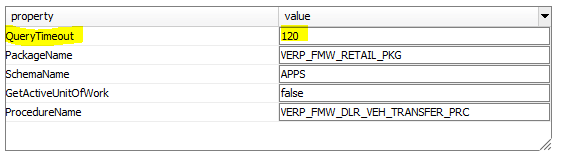 property value
QueryTimeout 120
PackageName VERP_FMW_RETAIL_PKG
SchemaName APPS
GetActiveUnitOfWork false
ProcedureName VERP_FMW_DLR_VEH_TRANSFER_PRC